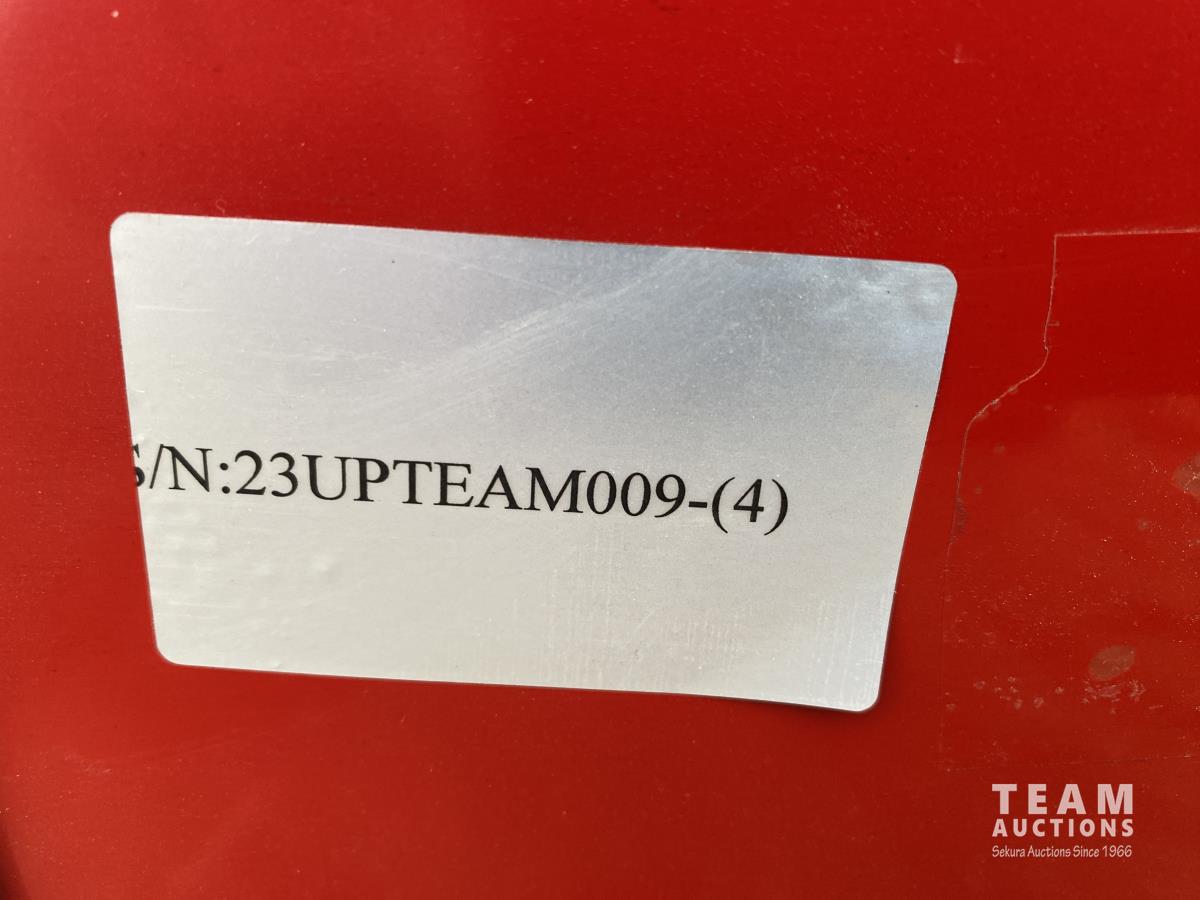 S/N:23UPTEAM009-(4)
TEAM
AUCTIONS
Sekura Auctions Since 1966